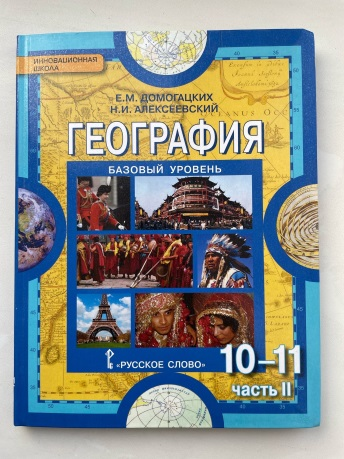 ИННОВАЦИОННАЯ
ШКОЛА
Е.М. ДОМОГАЦКИХ
Н.И. АЛЕКСЕЕВСКИЙ
ГЕОГРАФИЯ
БАЗОВЫЙ УРОВЕНЬ
«РУССКОЕ СЛОВО»
10–11
ЧАСТЬ II